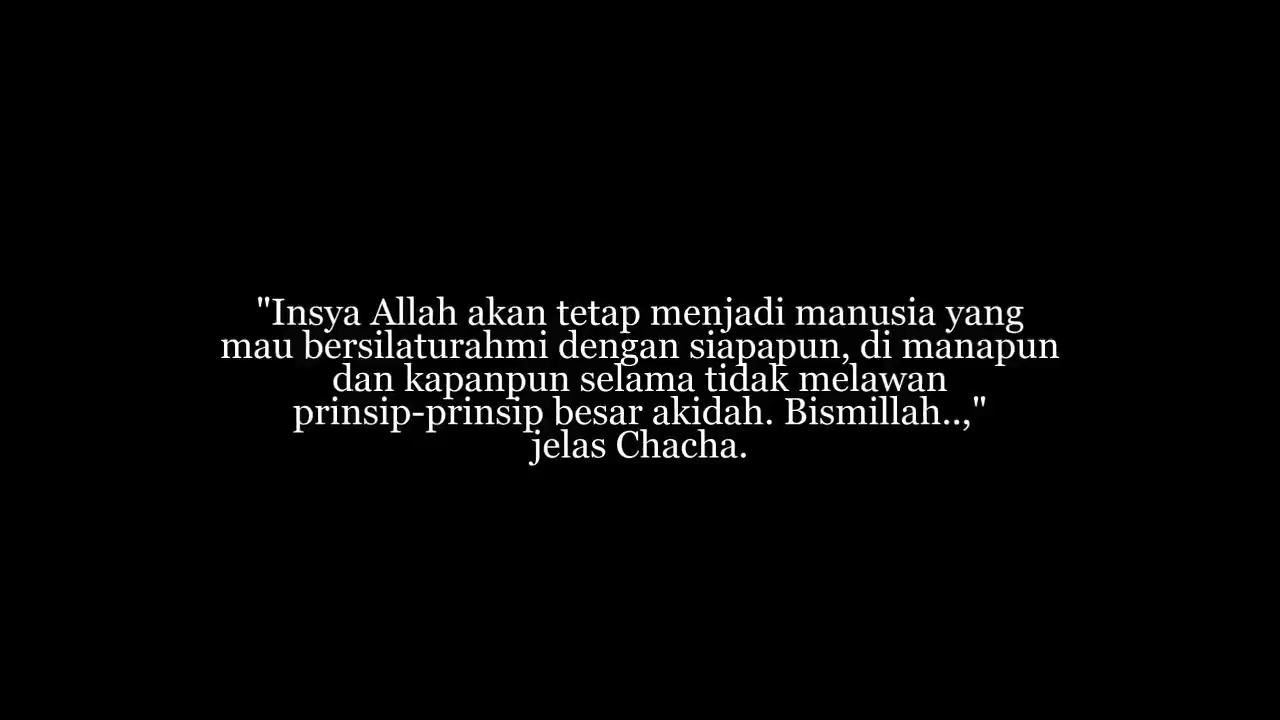 "Insya Allah akan tetap menjadi manusia yang
mau bersilaturahmi dengan siapapun, di manapun
dan kapanpun selama tidak melawan
prinsip-prinsip besar akidah. Bismillah..,"
jelas Chacha.